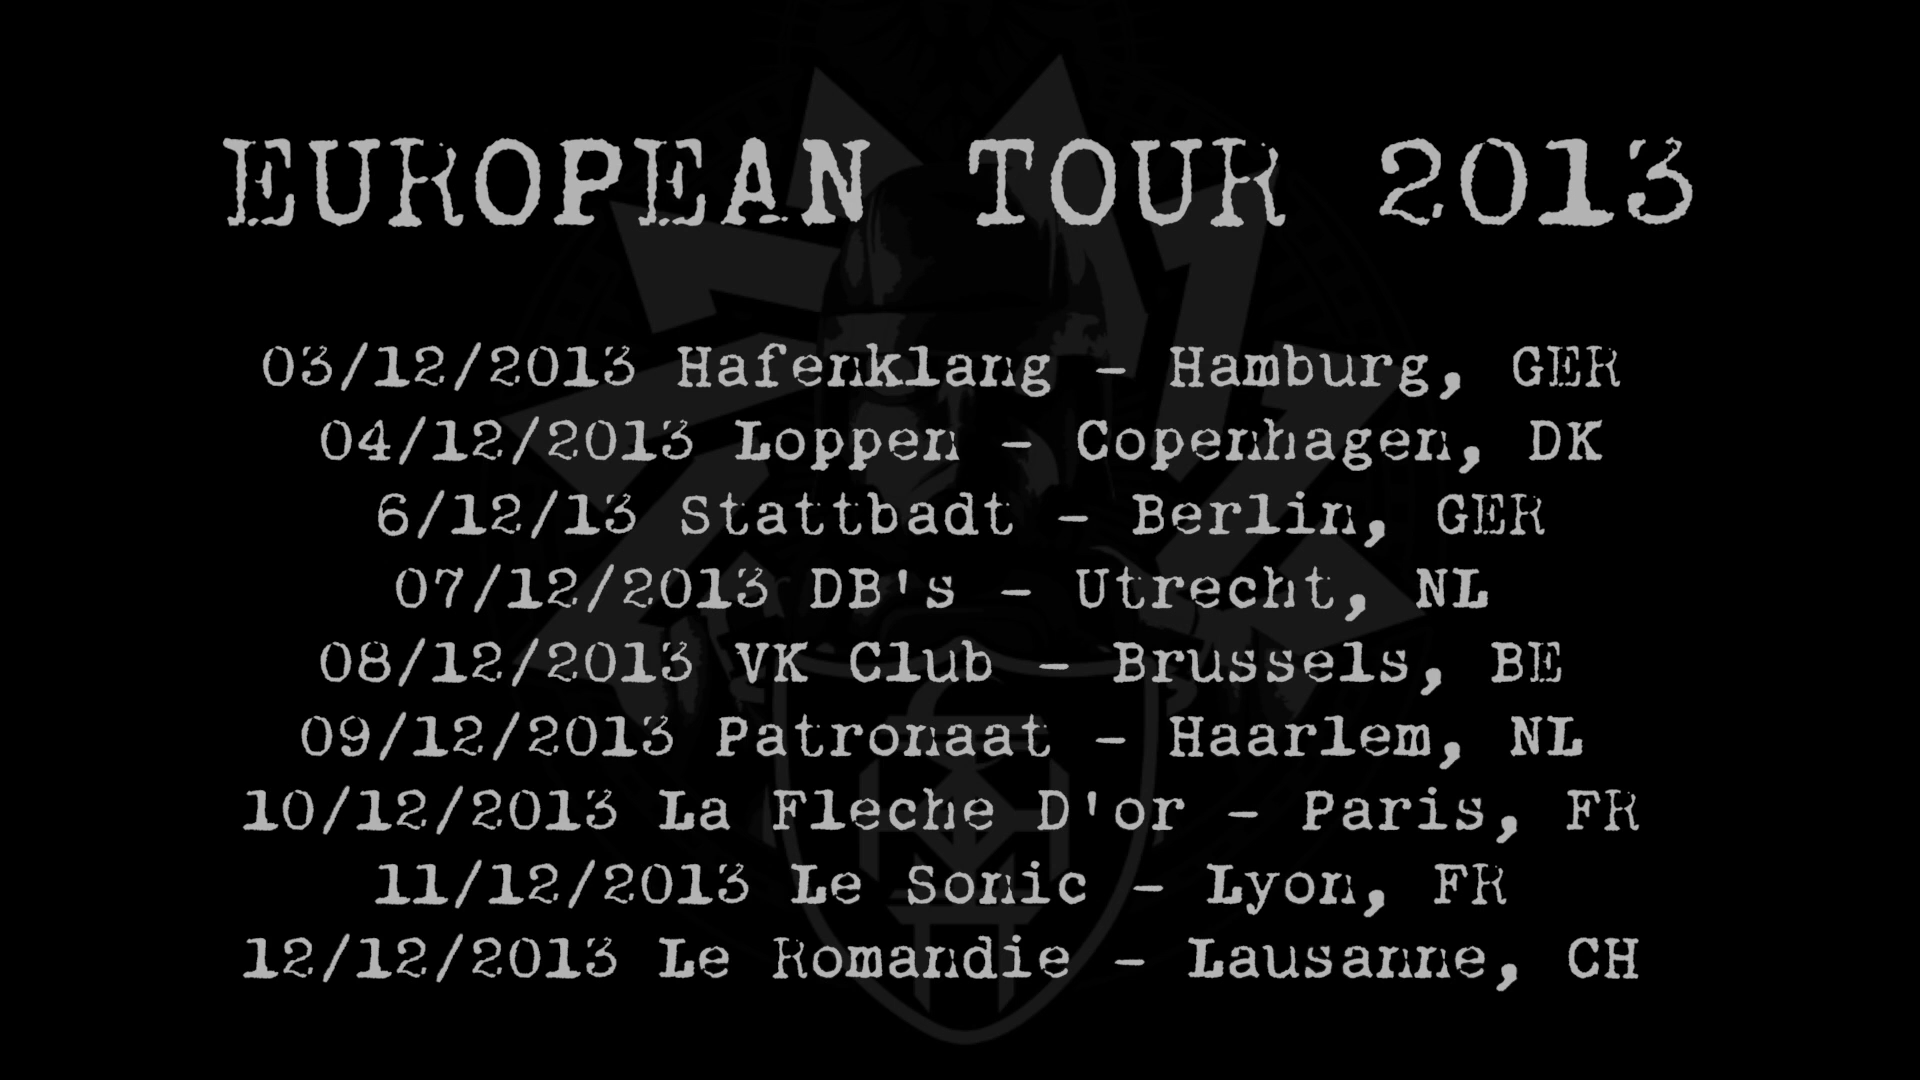 EUROPEAN TOUR 2013
03/12/2013 Hafenklang - Hamburg, GER
04/12/2013 Loppen - Copenhagen, DK
6/12/13 Stattbadt - Berlin, GER
07/12/2013 DB's - Utrecht, NL
08/12/2013 VK Club - Brussels, BE
09/12/2013 Patronaat - Haarlem, NL
10/12/2013 La Fleche D'or - Paris, FR
11/12/2013 Le Sonic - Lyon, FR
12/12/2013 Le Romandie - Lausanne, CH